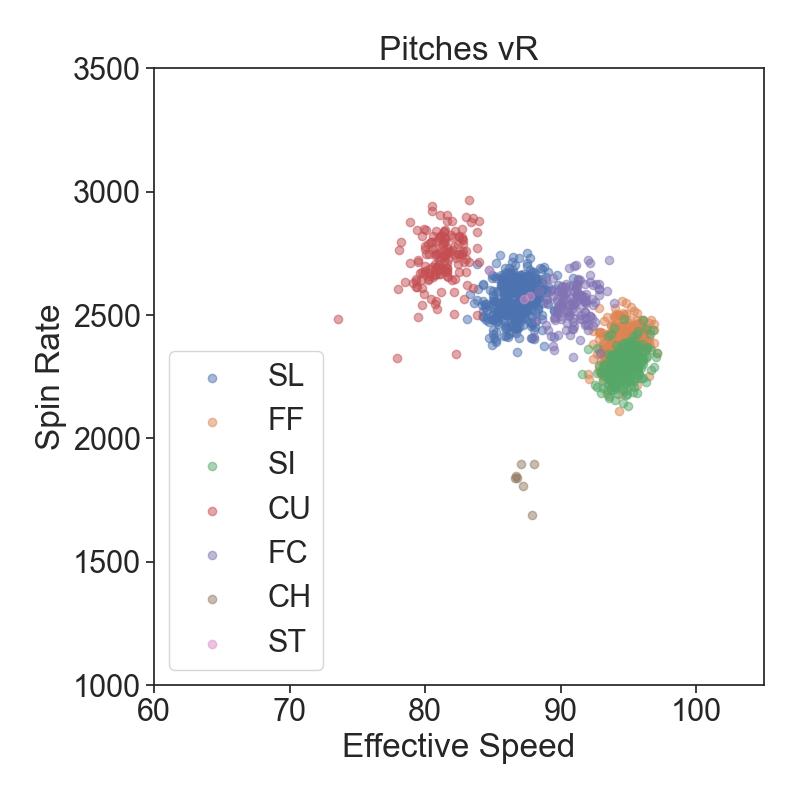 Pitches vR
3500
3000
2500
2000
1500
1000
Spin Rate
SL
FF
SI
CU
FC
CH
ST
60 70 80 90 100
Effective Speed